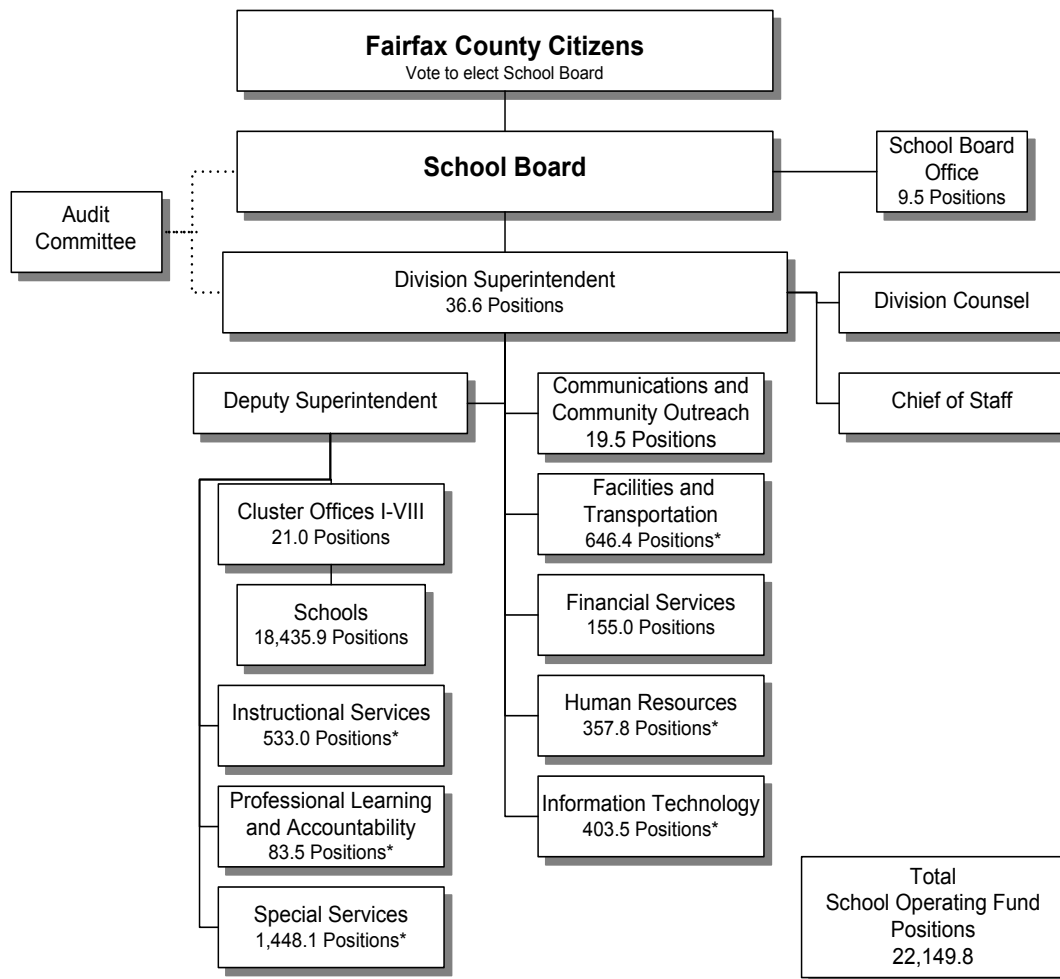 Fairfax County Citizens
Vote to elect School Board
School Board
School Board
Office
9.5 Positions
Audit
Committee
Division Superintendent
36.6 Positions
Division Counsel
Deputy Superintendent
Communications and
Community Outreach
19.5 Positions
Chief of Staff
Cluster Offices I-VIII
21.0 Positions
Facilities and
Transportation
646.4 Positions*
Schools
18,435.9 Positions
Financial Services
155.0 Positions
Instructional Services
533.0 Positions*
Human Resources
357.8 Positions*
Professional Learning
and Accountability
83.5 Positions*
Information Technology
403.5 Positions*
Special Services
1,448.1 Positions*
Total
School Operating Fund
Positions
22,149.8